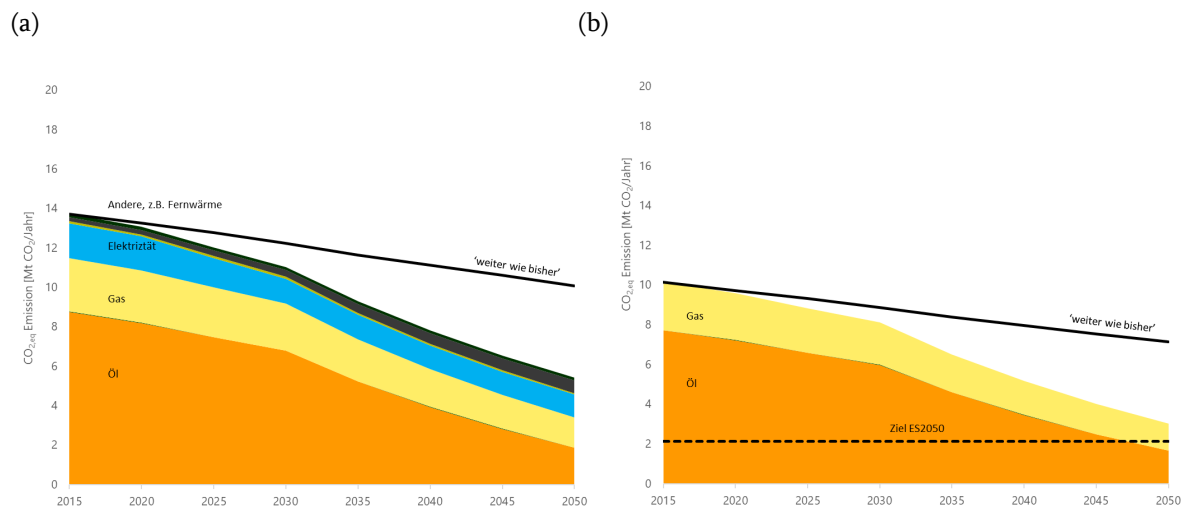 (a)
CO2,eq Emission [Mt CO2/Jahr]
20
18
16
14
12
10
8
6
4
2
0
Andere, z.B. Fernwärme
Elektriztät
Gas
Öl
'weiter wie bisher'
2015 2020 2025 2030 2035 2040 2045 2050
(b)
CO2,eq Emission [Mt CO2/Jahr]
20
18
16
14
12
10
8
6
4
2
0
Gas
Öl
'weiter wie bisher'
Ziel ES2050
2015 2020 2025 2030 2035 2040 2045 2050